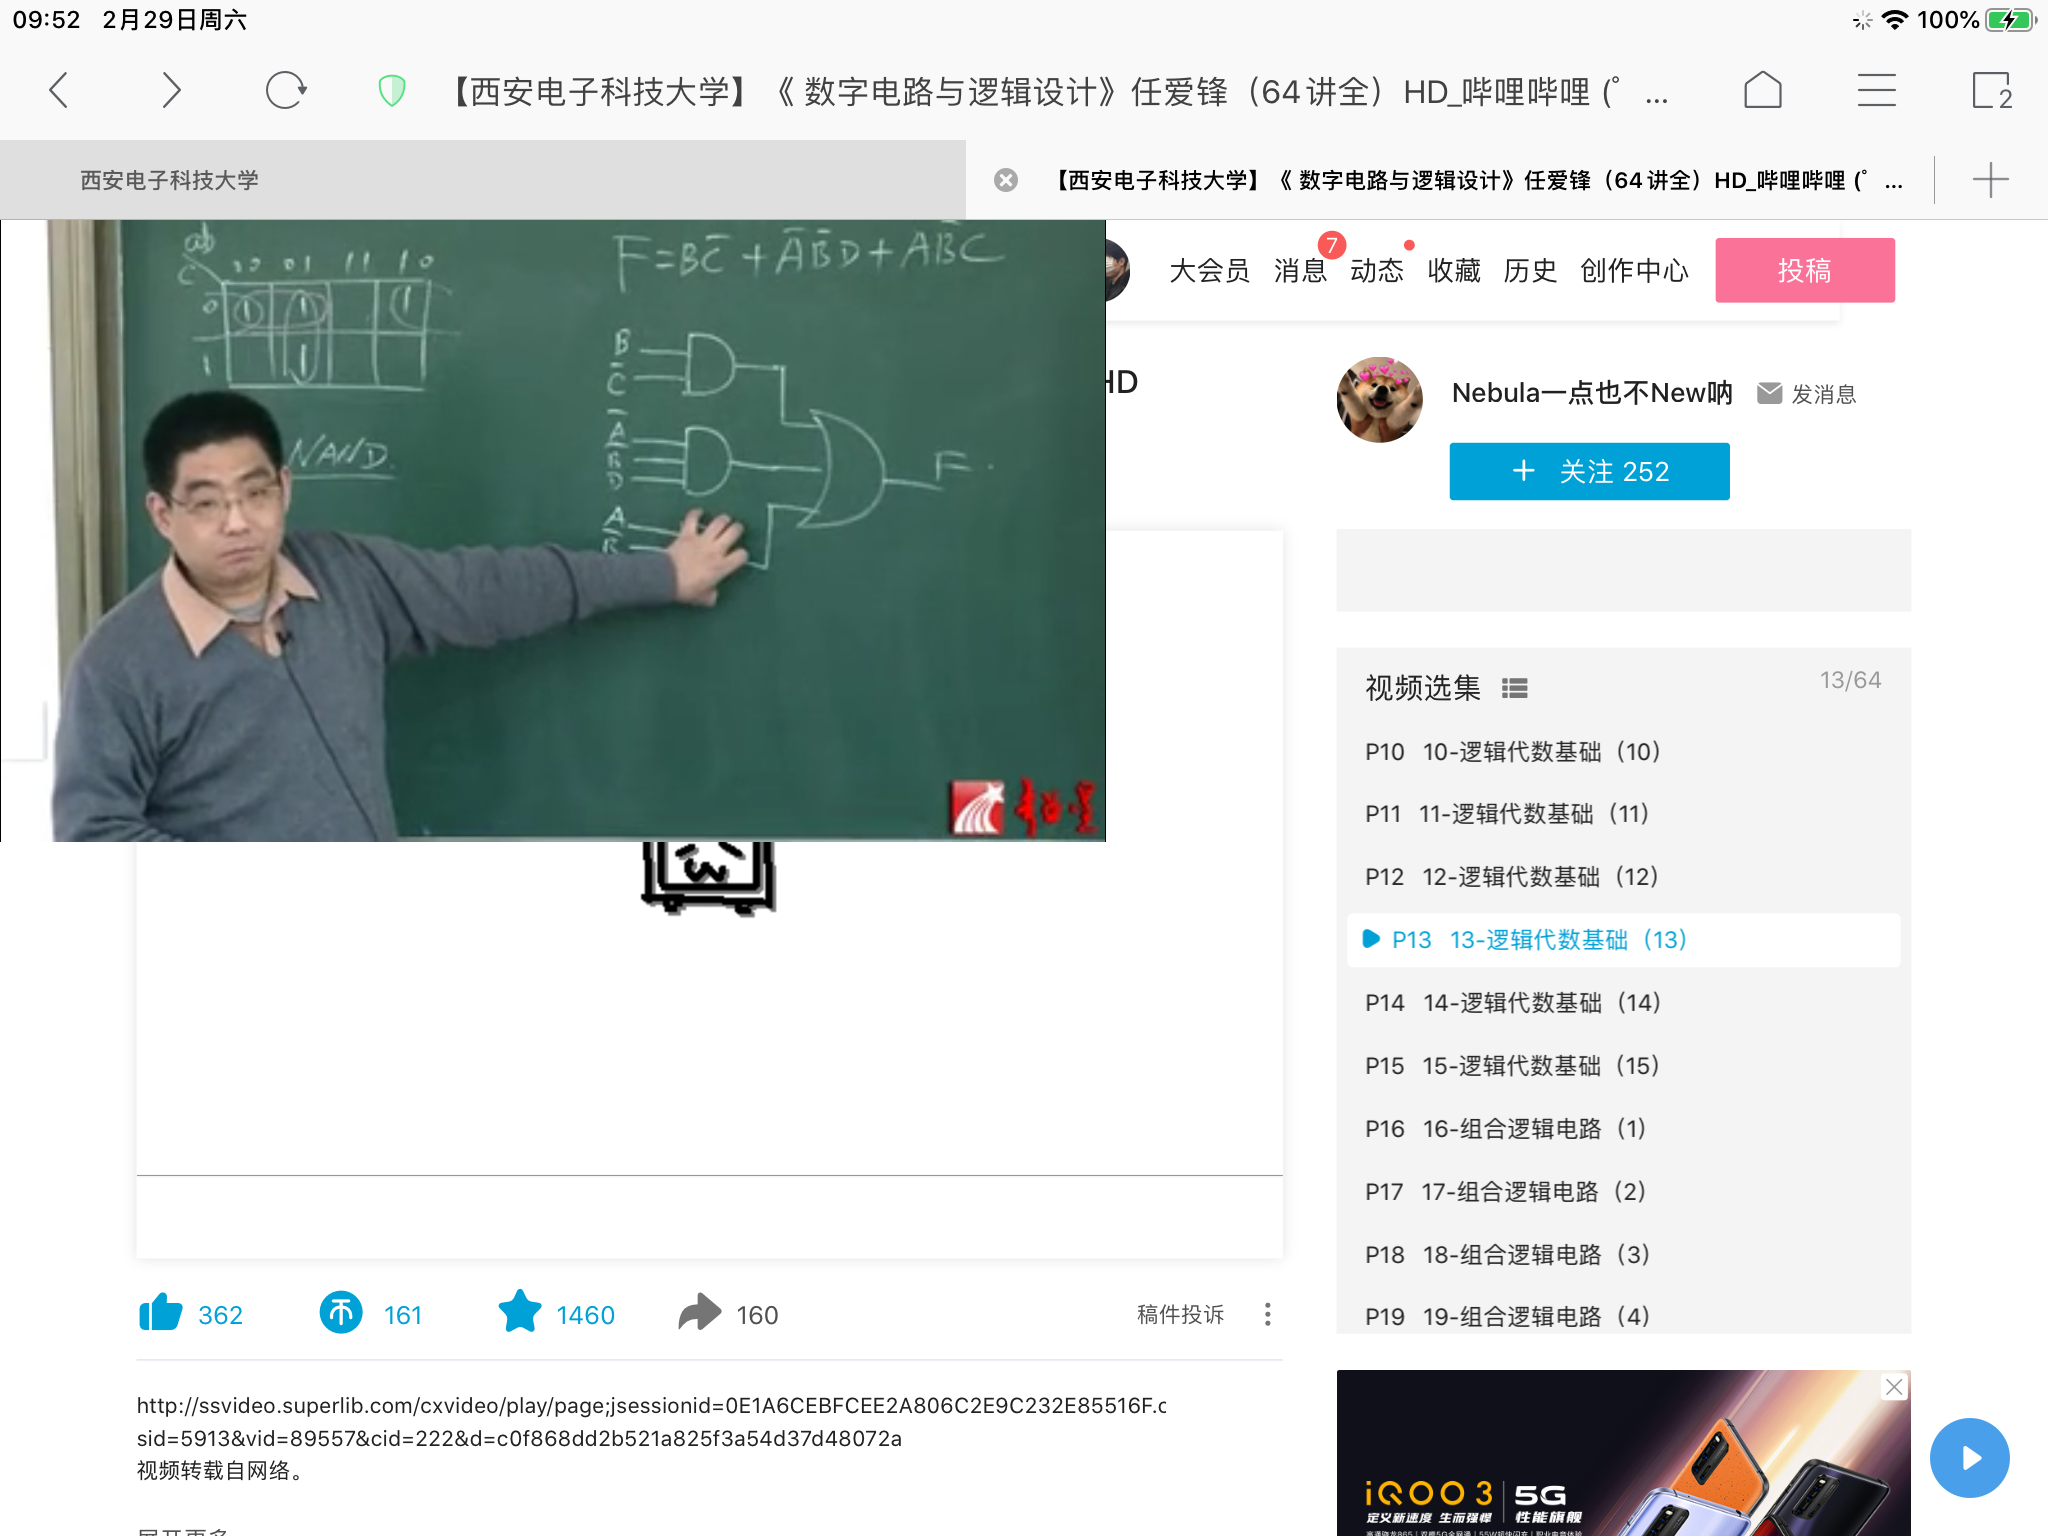 09:52 2月29日周六
100%
【西安电子科技大学】《 数字电路与逻辑设计》任爱锋（64讲全）HD_哔哩哔哩 (゜ ...
2
西安电子科技大学
【西安电子科技大学】《 数字电路与逻辑设计》任爱锋（64讲全）HD_哔哩哔哩 (゜ ...
ab
c
00 01 11 10
0 1 1 1
1 1
F=BC̅ + A̅B̅D + AB̅C
B
C̅
A̅
B̅
D
A
B̅
F
NAND.
大会员 消息 7 动态 收藏 历史 创作中心 投稿
HD
Nebula一点也不New呐 发消息
+ 关注 252
视频选集 13/64
P10 10-逻辑代数基础（10）
P11 11-逻辑代数基础（11）
P12 12-逻辑代数基础（12）
P13 13-逻辑代数基础（13）
P14 14-逻辑代数基础（14）
P15 15-逻辑代数基础（15）
P16 16-组合逻辑电路（1）
P17 17-组合逻辑电路（2）
P18 18-组合逻辑电路（3）
P19 19-组合逻辑电路（4）
362 161 1460 160 稿件投诉
http://ssvideo.superlib.com/cxvideo/play/page;jsessionid=0E1A6CEBFCEE2A806C2E9C232E85516F.c
sid=5913&vid=89557&cid=222&d=c0f868dd2b521a825f3a54d37d48072a
视频转载自网络。
展开更多
iQOO 3 5G
定义新速度 生而强悍 性能旗舰